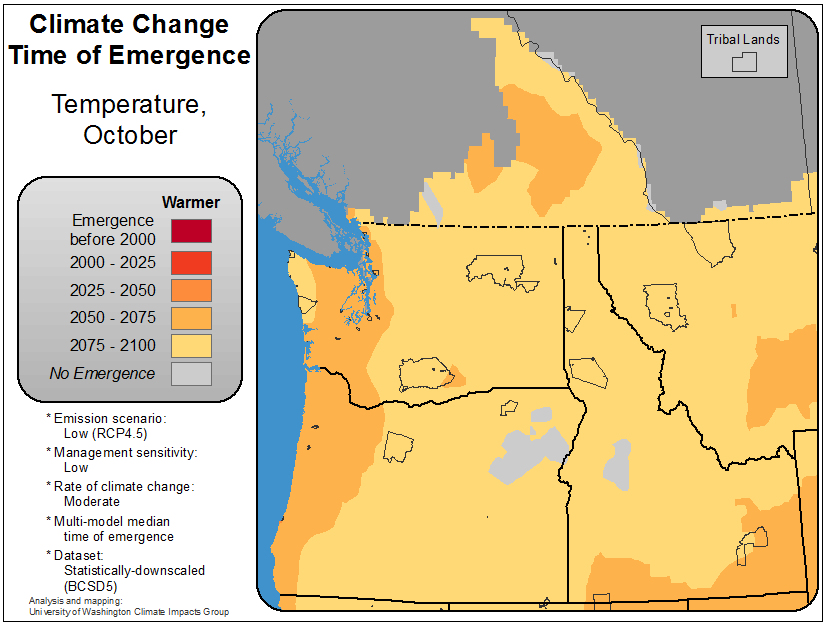 Climate Change
Time of Emergence
Temperature,
October
Warmer
Emergence
before 2000
2000 - 2025
2025 - 2050
2050 - 2075
2075 - 2100
No Emergence
* Emission scenario:
Low (RCP4.5)
* Management sensitivity:
Low
* Rate of climate change:
Moderate
* Multi-model median
time of emergence
* Dataset:
Statistically-downscaled
(BCSD5)
Analysis and mapping:
University of Washington Climate Impacts Group
Tribal Lands